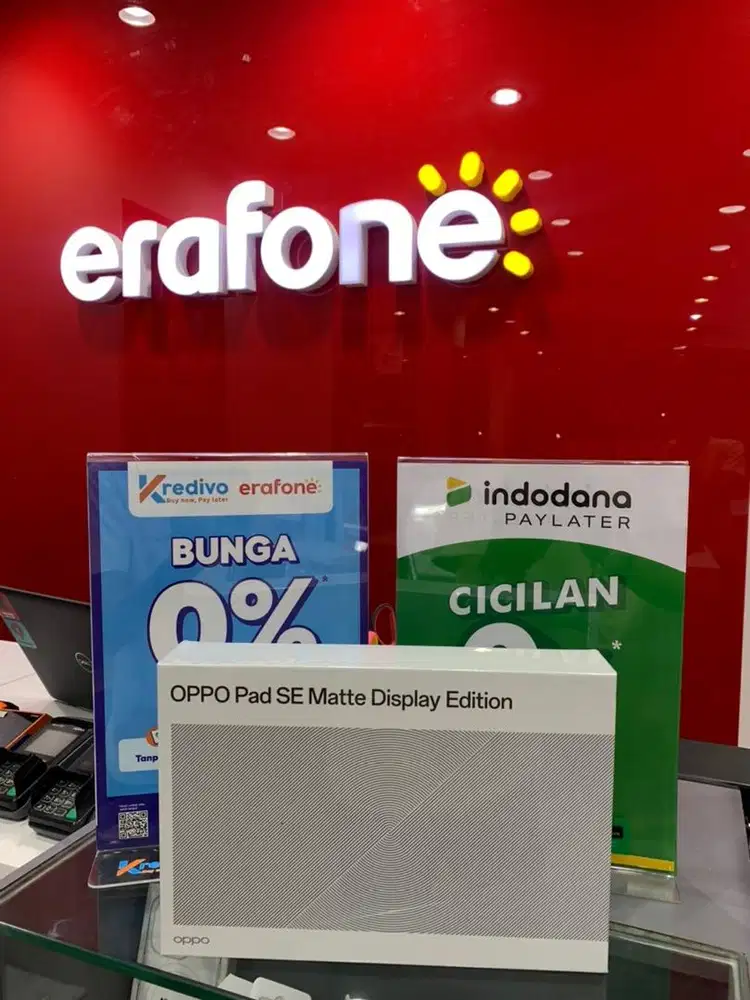 erafone
Kredivo erafone
Buy now, Pay later
BUNGA
0%*
indodana
PAYLATER
CICILAN
*
OPPO Pad SE Matte Display Edition
oppo